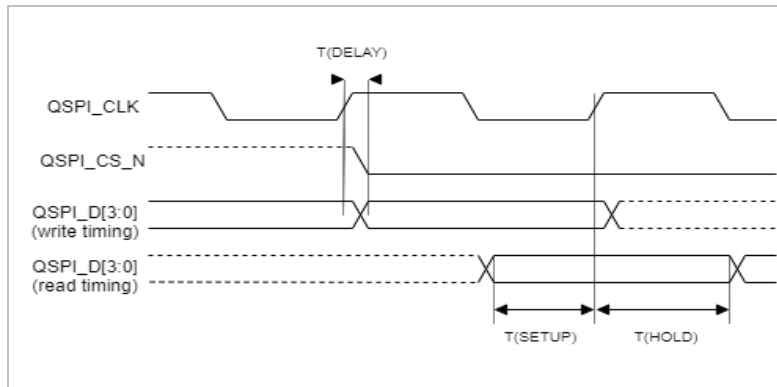 T(DELAY)
QSPI_CLK
QSPI_CS_N
QSPI_D[3:0]
(write timing)
QSPI_D[3:0]
(read timing)
T(SETUP)
T(HOLD)